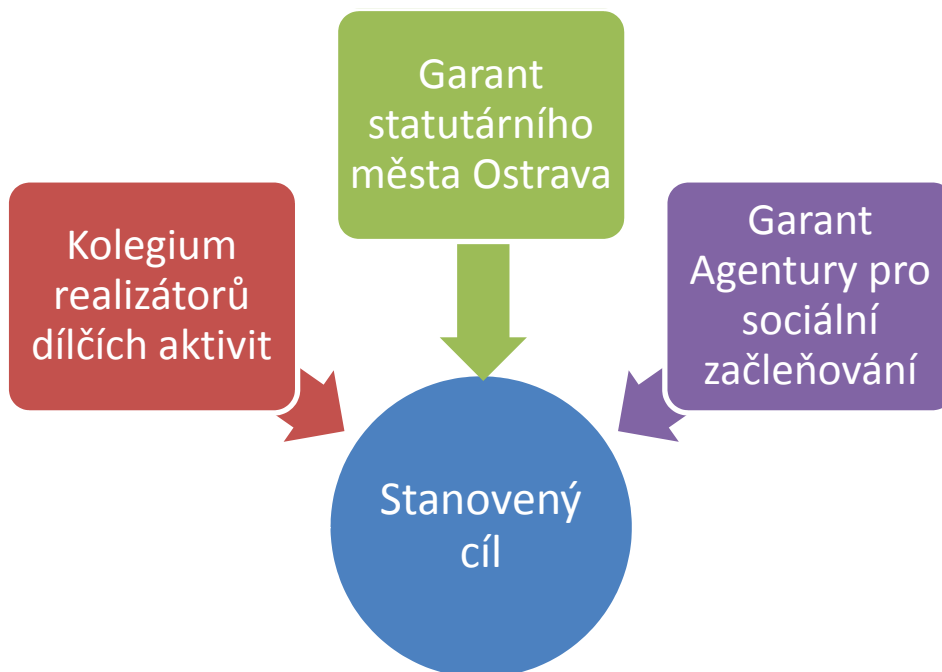 Garant
statutárního
města Ostrava
Kolegium
realizátorů
dílčích aktivit
Garant
Agentury pro
sociální
začleňování
Stanovený
cíl